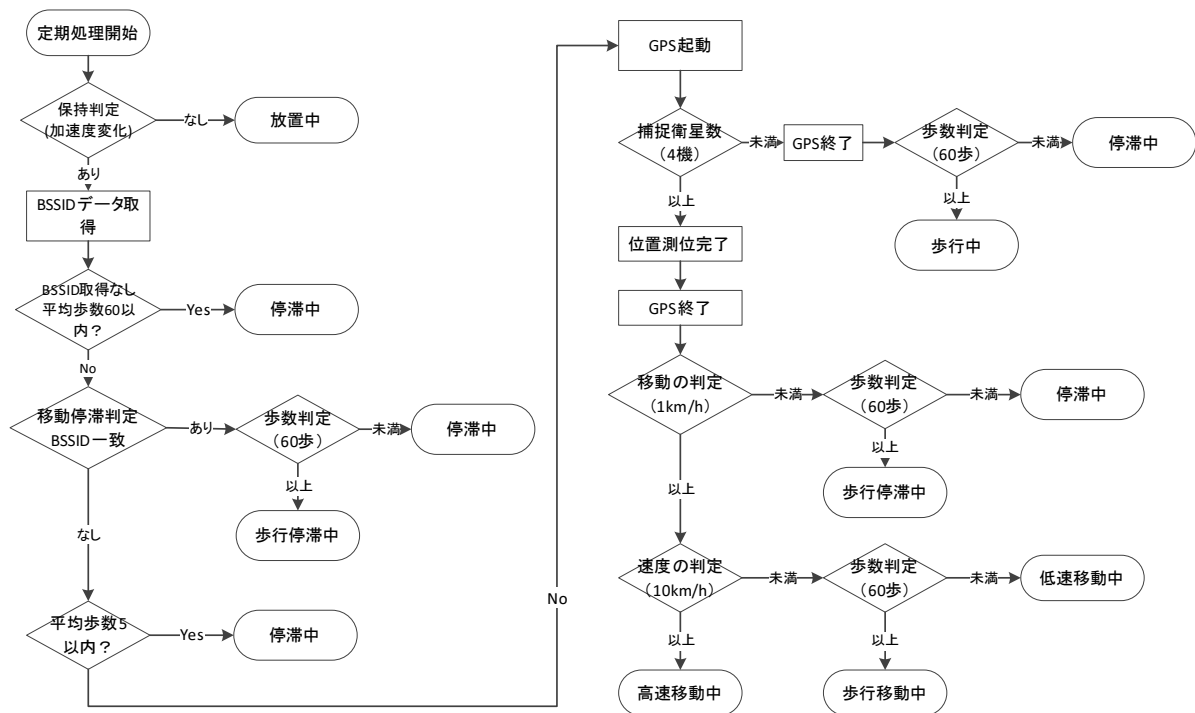 定期処理開始
保持判定
(加速度変化)
なし
放置中
あり
BSSIDデータ取
得
BSSID取得なし
平均歩数60以
内？
Yes
停滞中
No
移動停滞判定
BSSID一致
あり
歩数判定
（60歩）
未満
停滞中
以上
歩行停滞中
なし
平均歩数5
以内？
Yes
停滞中
No
GPS起動
捕捉衛星数
（4機）
未満
GPS終了
歩数判定
（60歩）
未満
停滞中
以上
歩行中
以上
位置測位完了
GPS終了
移動の判定
（1km/h）
未満
歩数判定
（60歩）
未満
停滞中
以上
歩行停滞中
以上
速度の判定
（10km/h）
未満
歩数判定
（60歩）
未満
低速移動中
以上
高速移動中
以上
歩行移動中